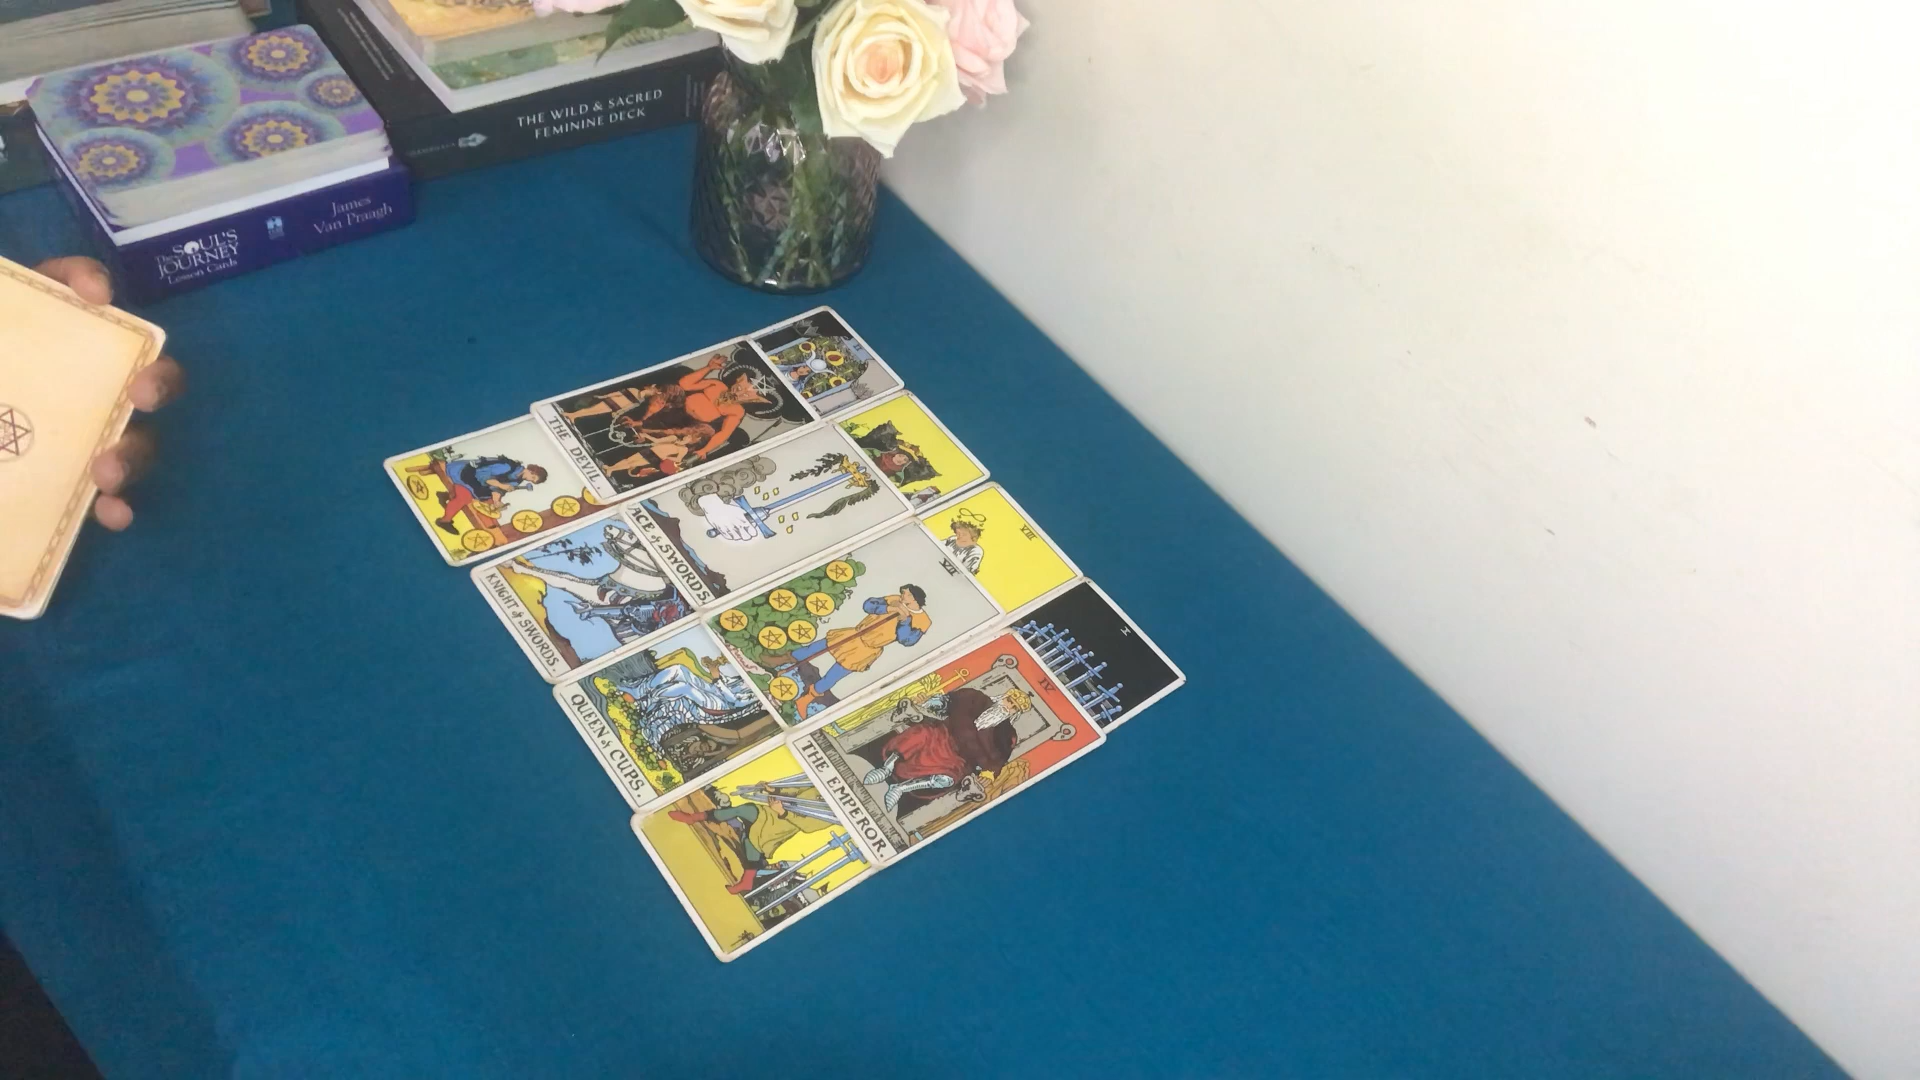 THE WILD & SACRED
FEMININE DECK
The SOUL'S
JOURNEY
Lesson Cards
James
Van Praagh
THE DEVIL.
ACE of SWORDS.
VIII
KNIGHT of SWORDS.
VII
X
QUEEN of CUPS.
IV
THE EMPEROR.